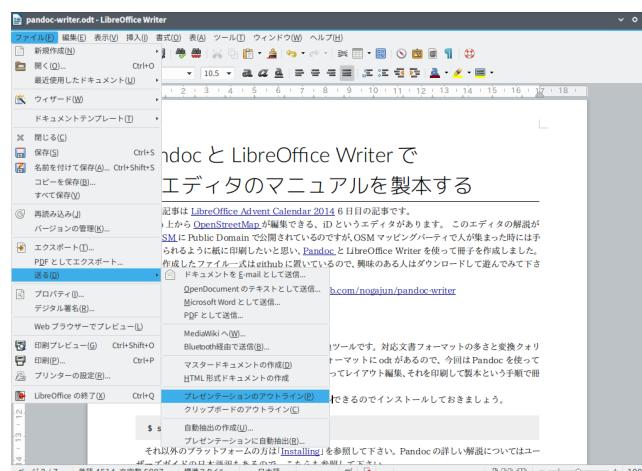 pandoc-writer.odt - LibreOffice Writer
ファイル(F) 編集(E) 表示(V) 挿入(I) 書式(O) 表(A) ツール(T) ウィンドウ(W) ヘルプ(H)
新規作成(N)
開く(O)... Ctrl+O
最近使用したドキュメント(U)
ウィザード(W)
ドキュメントテンプレート(T)
閉じる(C)
保存(S) Ctrl+S
名前を付けて保存(A)... Ctrl+Shift+S
コピーを保存(B)...
すべて保存(V)
再読み込み(J)
バージョンの管理(K)...
エクスポート(T)...
PDF としてエクスポート...
送る(D)
プロパティ(I)...
デジタル署名(R)...
Web ブラウザーでプレビュー(L)
印刷プレビュー(G) Ctrl+Shift+O
印刷(P)... Ctrl+P
プリンターの設定(R)...
LibreOffice の終了(X) Ctrl+Q
ドキュメントを E-mail として送信...
OpenDocument のテキストとして送信...
Microsoft Word として送信...
PDF として送信...
MediaWiki へ(W)...
Bluetooth経由で送信(B)...
マスタードキュメントの作成(D)
HTML 形式ドキュメントの作成
プレゼンテーションのアウトライン(P)
クリップボードのアウトライン(C)
自動抽出の作成(U)...
プレゼンテーションに自動抽出(R)...
10.5
1 2 3 4 5 6 7 8 9 10 11 12 13 14 15 16 17 18
ndoc と LibreOffice Writer で
エディタのマニュアルを製本する
記事は LibreOffice Advent Calendar 2014 6 日目の記事です。
上から OpenStreetMap が編集できる、iD というエディタがあります。 このエディタの解説が
SM に Public Domain で公開されているのですが、OSM マッピングパーティで人が集まった時には手
られるように紙に印刷したいと思い、Pandoc と LibreOffice Writer を使って冊子を作成しました。
作成したファイル一式は github に置いているので、興味のある人はダウンロードして遊んでみて下さ
b.com/nogajun/pandoc-writer
ツールです。対応文書フォーマットの多さと変換クォリ
ーマットに odt があるので、今回は Pandoc を使って
ってレイアウト編集、それを印刷して製本という手順で冊
できるのでインストールしておきましょう。
$ s
それ以外のプラットフォームの方は「Installing」を参照して下さい。Pandoc の詳しい解説についてはユー